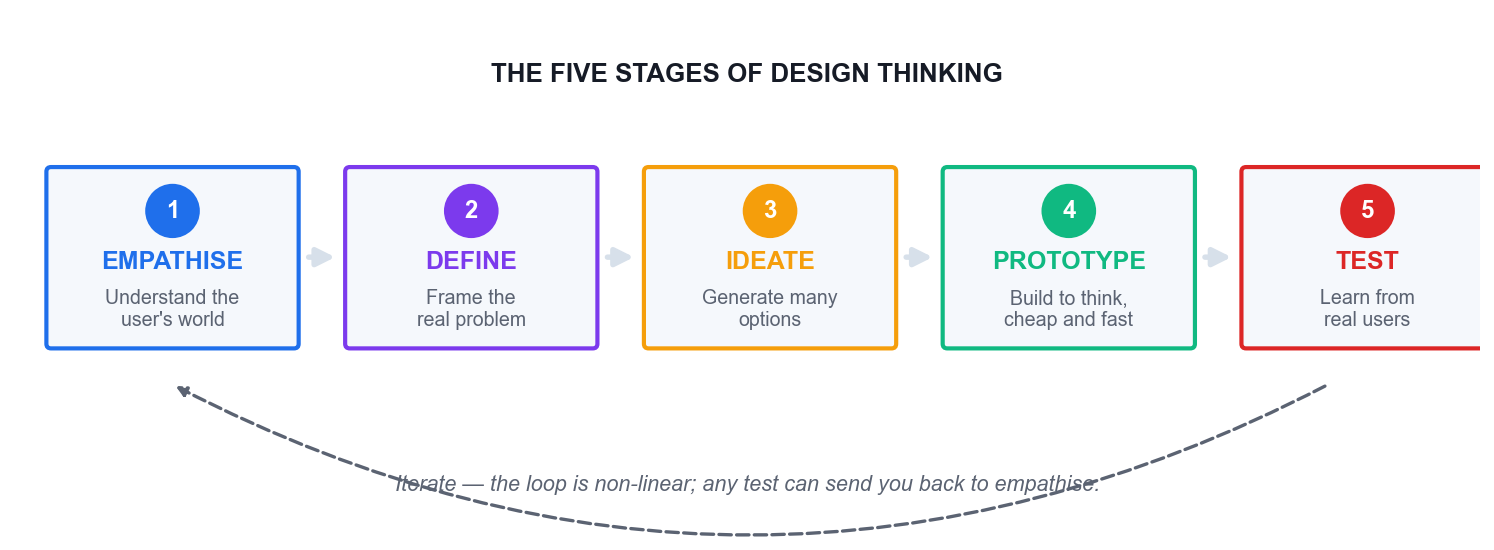 THE FIVE STAGES OF DESIGN THINKING
1
EMPATHISE
Understand the
user's world
2
DEFINE
Frame the
real problem
3
IDEATE
Generate many
options
4
PROTOTYPE
Build to think,
cheap and fast
5
TEST
Learn from
real users
Iterate — the loop is non-linear; any test can send you back to empathise.